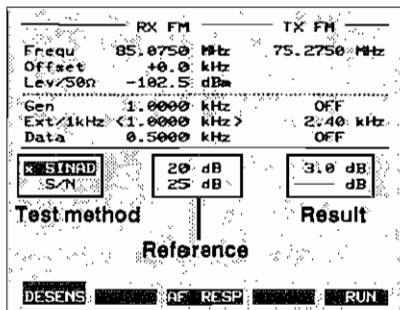 RX FM TX FM
Frequ 85.0750 MHz 75.2750 MHz
Offset +0.0 kHz
Lev/50Ω -102.5 dBm
Gen 1.0000 kHz OFF
Ext/1kHz <1.0000 kHz> 2.40 kHz
Data 0.5000 kHz OFF
x SINAD 20 dB 3.0 dB
S/N 25 dB —— dB
Test method Result
Reference
DESENS AF RESP RUN